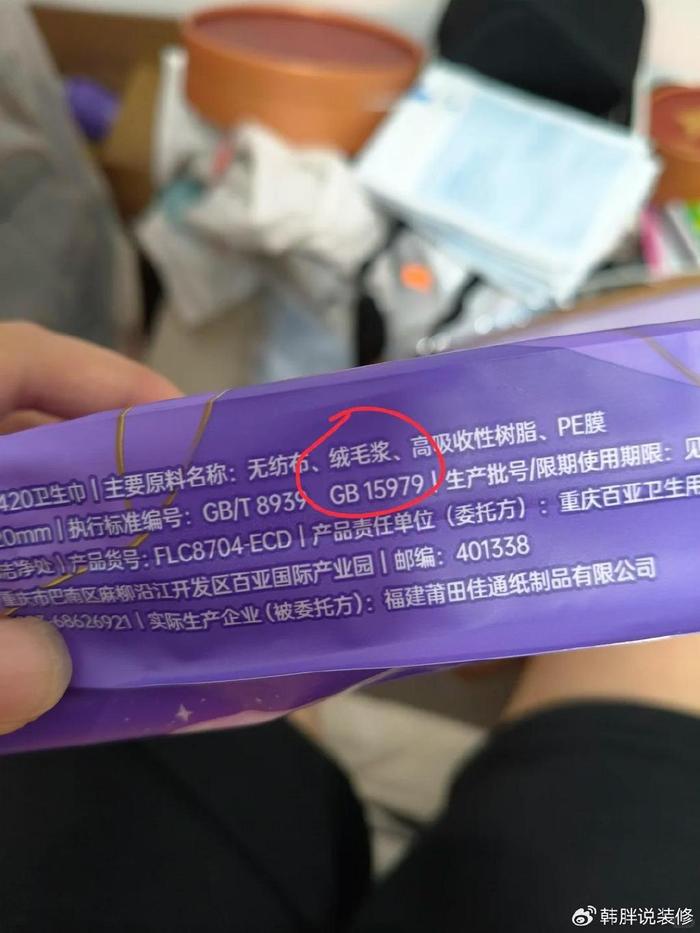 420卫生巾 | 主要原料名称：无纺布、绒毛浆、高吸收性树脂、PE膜
20mm | 执行标准编号：GB/T 8939 GB 15979 | 生产批号/限期使用期限：见
洁净处 | 产品货号：FLC8704-ECD | 产品责任单位（委托方）：重庆百亚卫生用
重庆市巴南区麻柳沿江开发区百亚国际产业园 | 邮编：401338
68626921 | 实际生产企业（被委托方）：福建莆田佳通纸制品有限公司
韩胖说装修